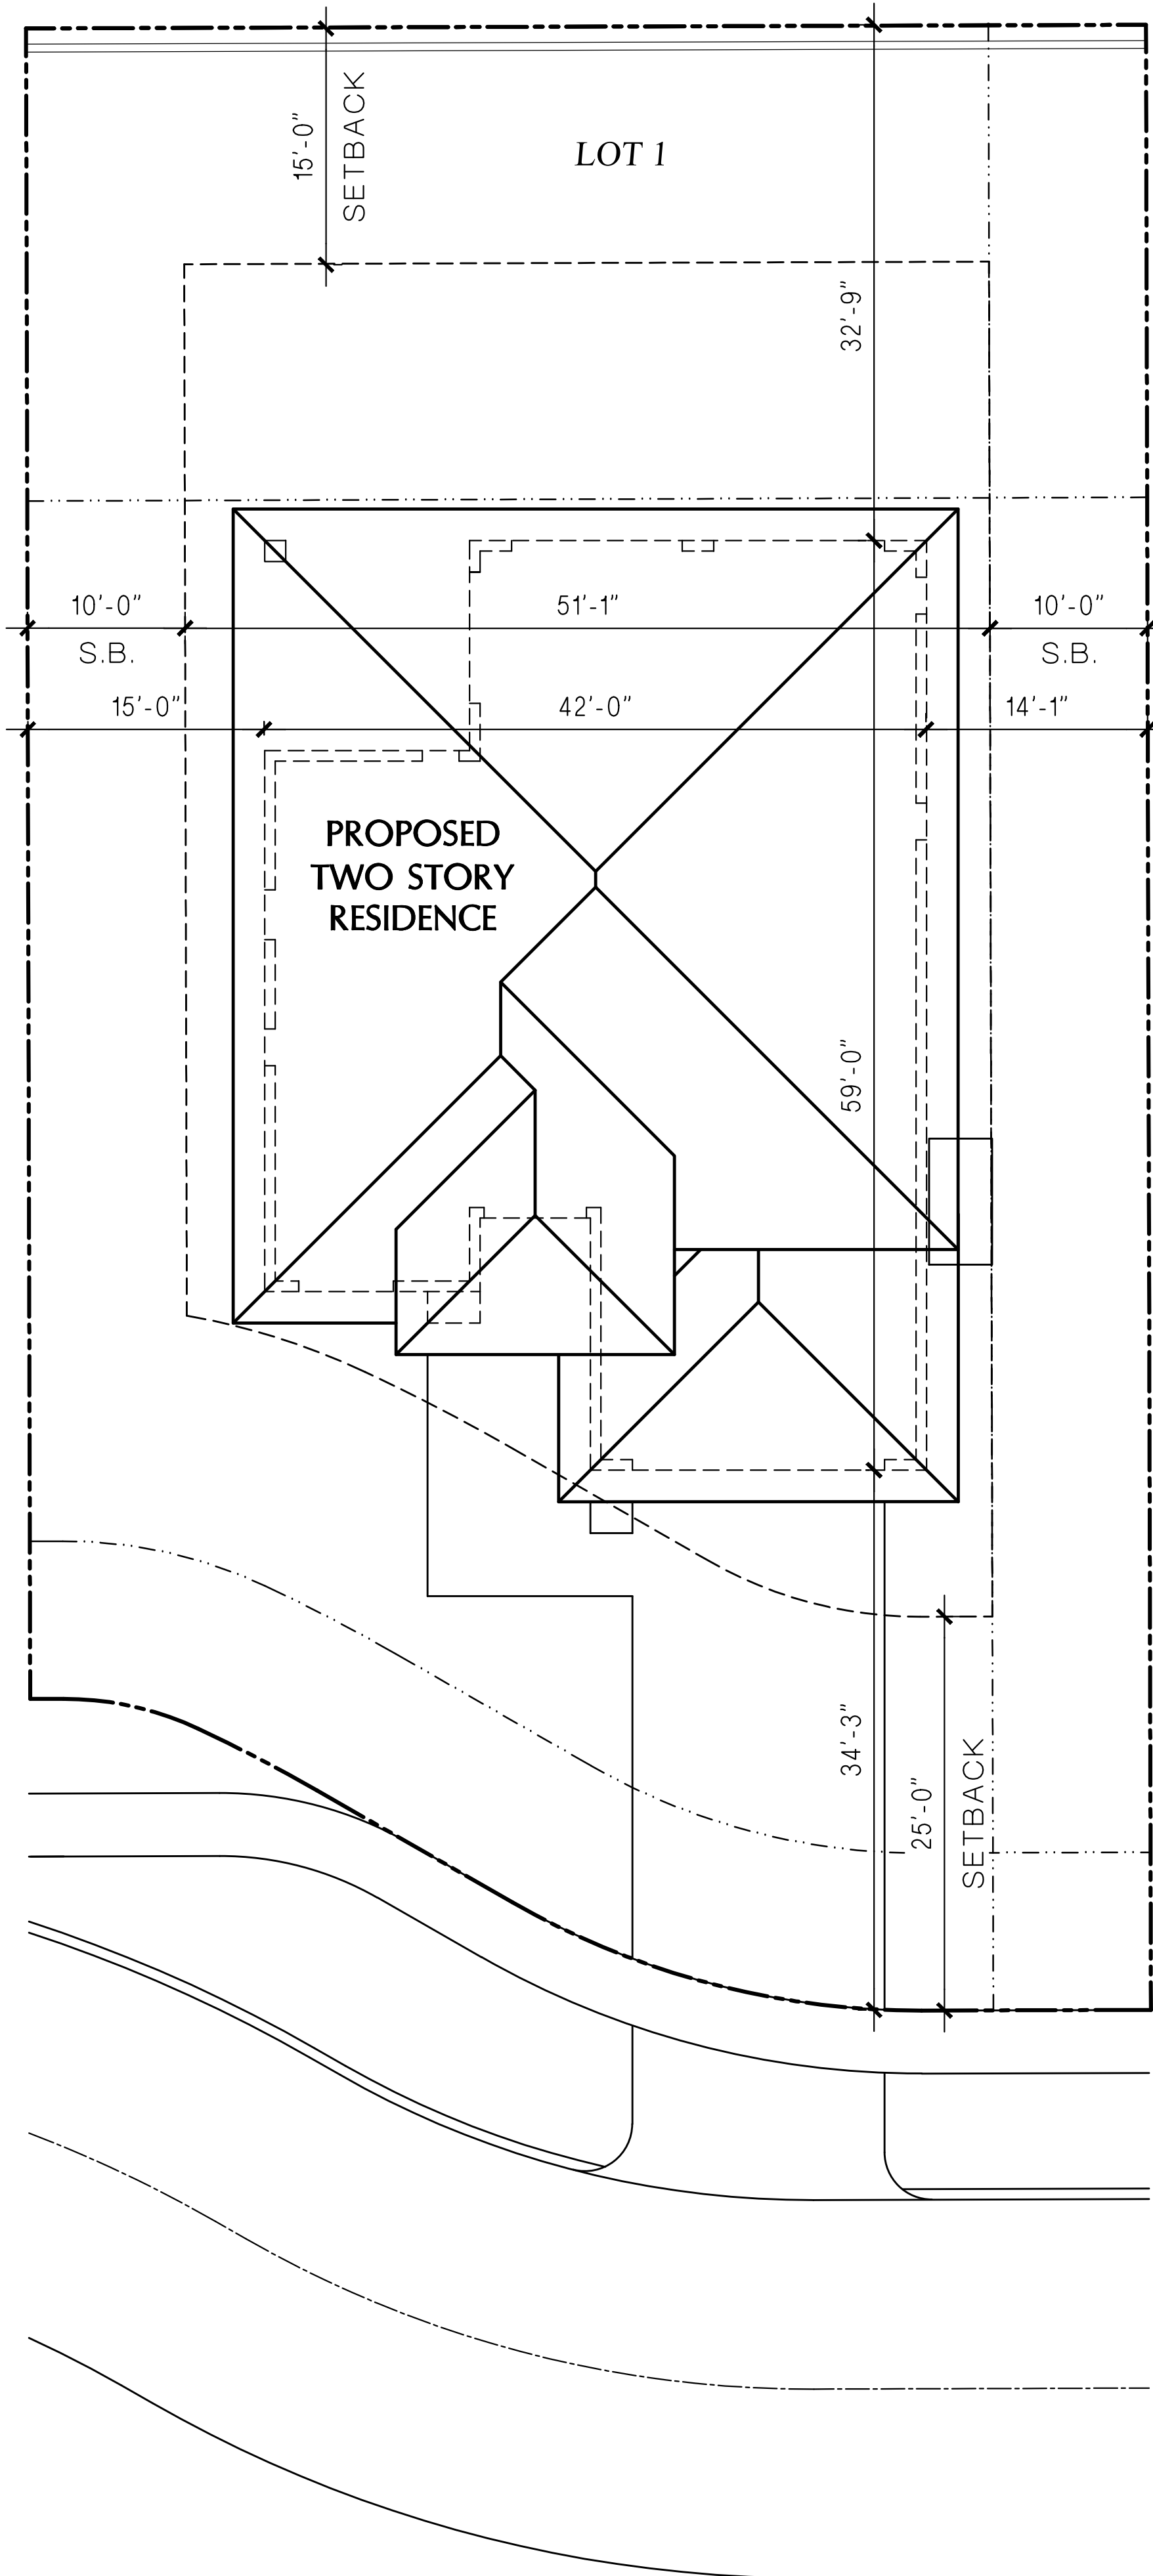 15'-0"
SETBACK
LOT 1
32'-9"
10'-0"
S.B.
51'-1"
10'-0"
S.B.
15'-0"
42'-0"
14'-1"
PROPOSED
TWO STORY
RESIDENCE
59'-0"
34'-3"
25'-0"
SETBACK